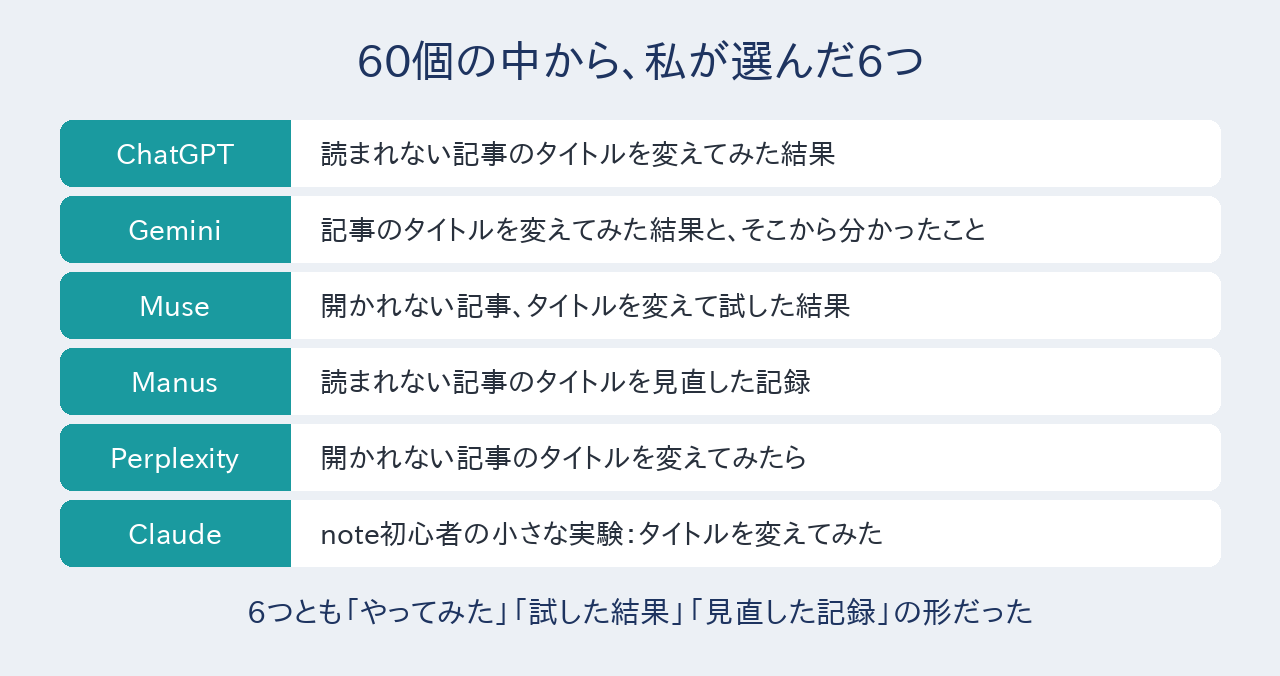 60個の中から、私が選んだ6つ
ChatGPT 読まれない記事のタイトルを変えてみた結果
Gemini 記事のタイトルを変えてみた結果と、そこから分かったこと
Muse 開かれない記事、タイトルを変えて試した結果
Manus 読まれない記事のタイトルを見直した記録
Perplexity 開かれない記事のタイトルを変えてみたら
Claude note初心者の小さな実験：タイトルを変えてみた
6つとも「やってみた」「試した結果」「見直した記録」の形だった